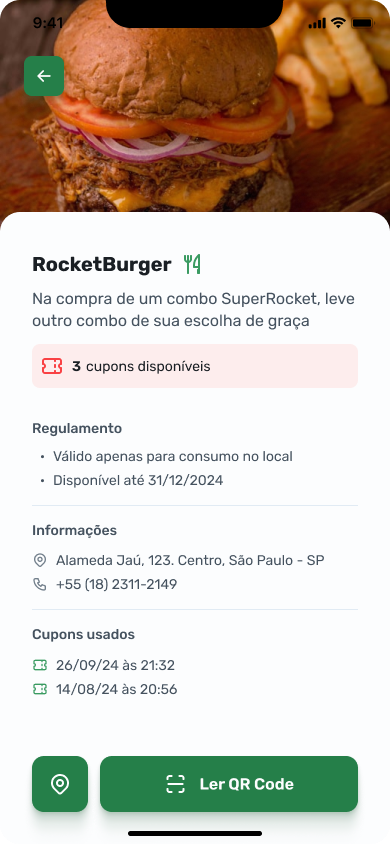 9:41
RocketBurger
Na compra de um combo SuperRocket, leve
outro combo de sua escolha de graça
3 cupons disponíveis
Regulamento
• Válido apenas para consumo no local
• Disponível até 31/12/2024
Informações
Alameda Jaú, 123. Centro, São Paulo - SP
+55 (18) 2311-2149
Cupons usados
26/09/24 às 21:32
14/08/24 às 20:56
Ler QR Code